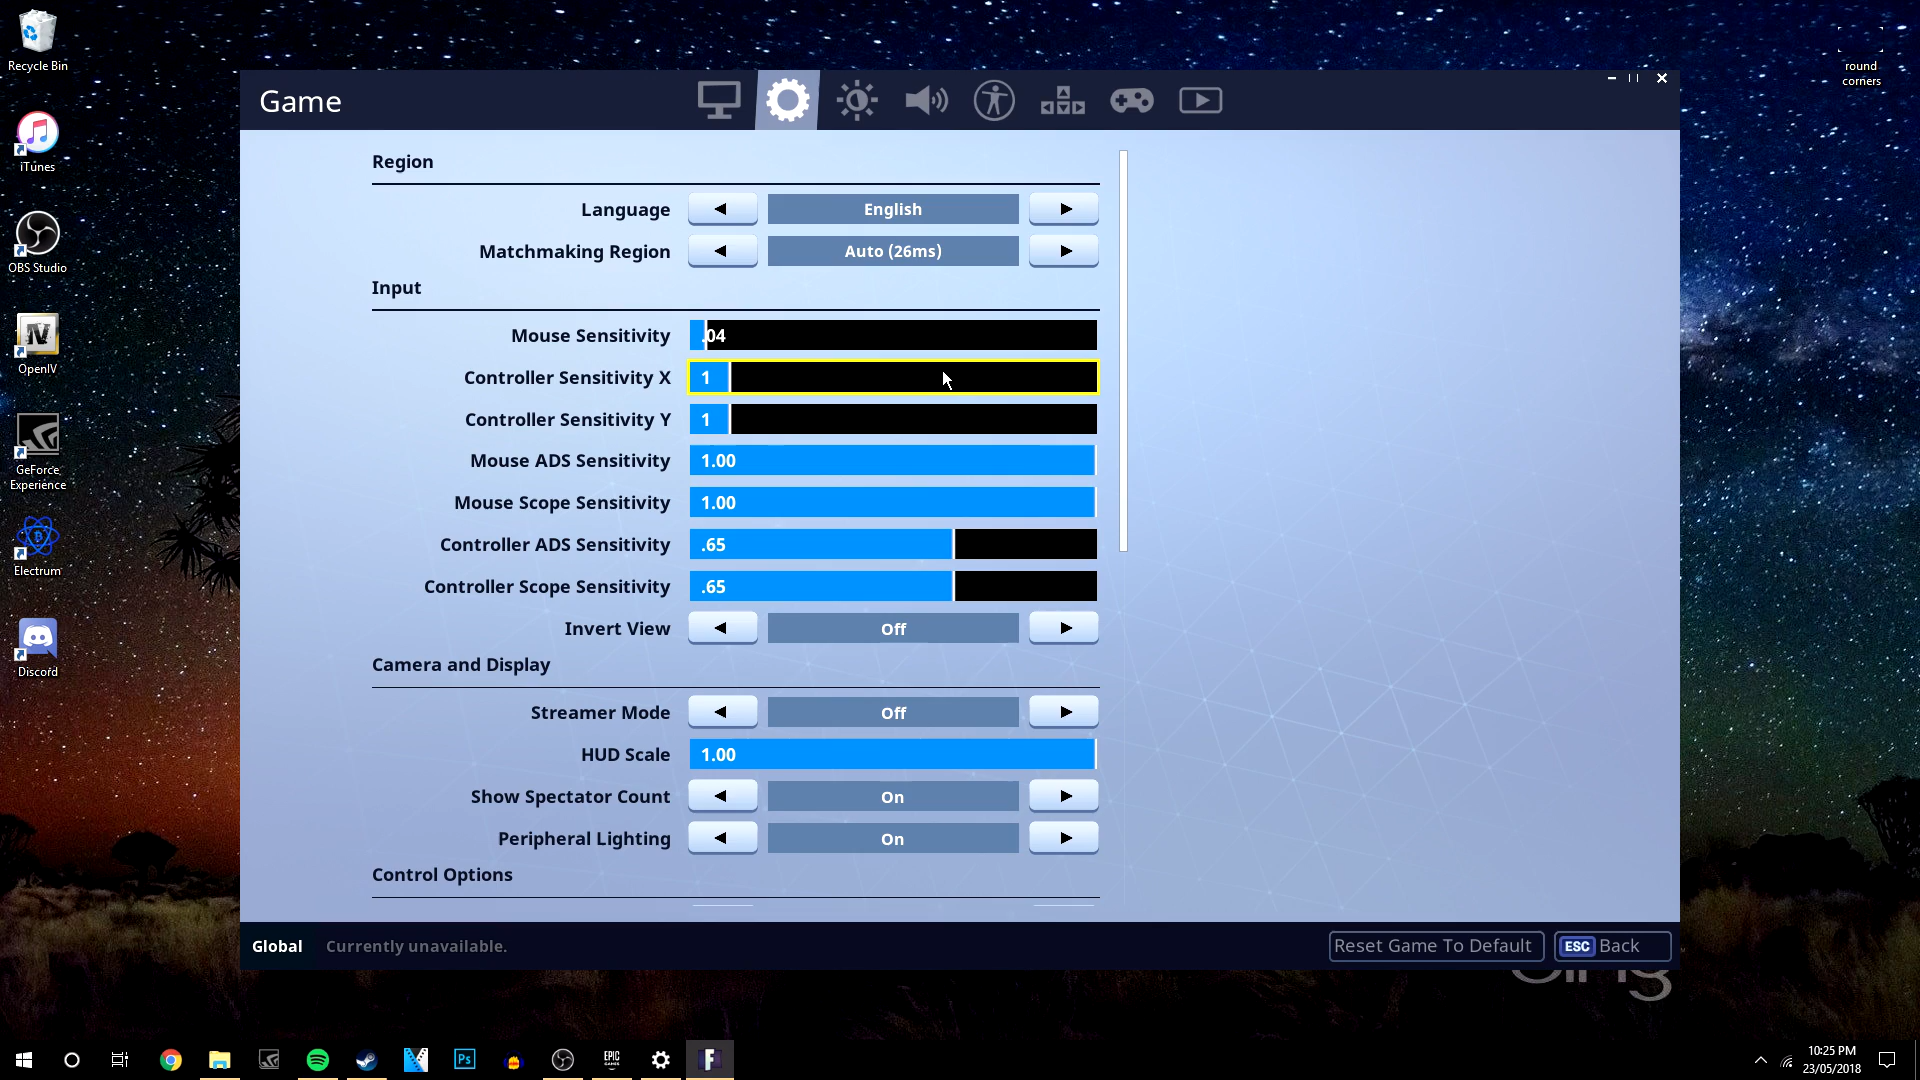 Recycle Bin
iTunes
OBS Studio
OpenIV
GeForce
Experience
Electrum
Discord
round
corners
Game
Region
Language
English
Matchmaking Region
Auto (26ms)
Input
Mouse Sensitivity
.04
Controller Sensitivity X
1
Controller Sensitivity Y
1
Mouse ADS Sensitivity
1.00
Mouse Scope Sensitivity
1.00
Controller ADS Sensitivity
.65
Controller Scope Sensitivity
.65
Invert View
Off
Camera and Display
Streamer Mode
Off
HUD Scale
1.00
Show Spectator Count
On
Peripheral Lighting
On
Control Options
Global
Currently unavailable.
Reset Game To Default
ESC Back
Ps
EPIC
GAMES
F
10:25 PM
23/05/2018